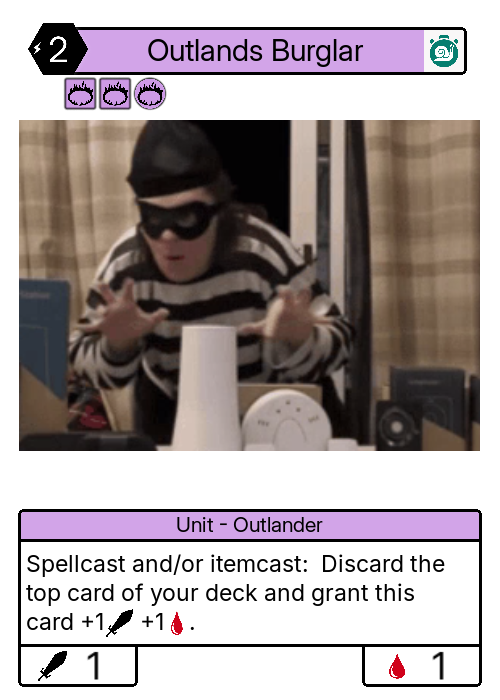 2 Outlands Burglar
Unit - Outlander
Spellcast and/or itemcast: Discard the
top card of your deck and grant this
card +1 +1 .
1 1